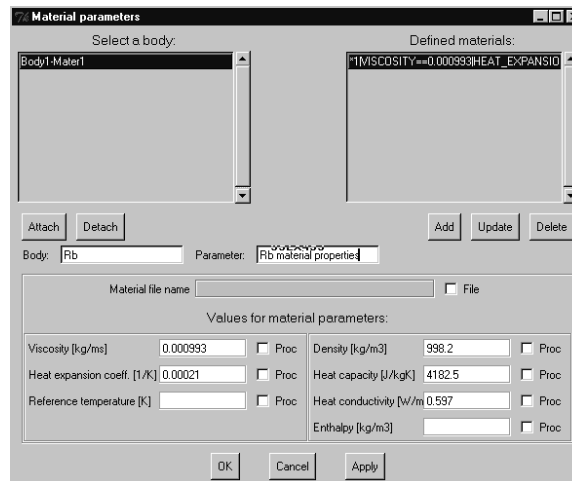 Material parameters
Select a body:
Defined materials:
Body1-Mater1
*1|VISCOSITY==0.000993|HEAT_EXPANSIO
Attach Detach
Add Update Delete
Body: Rb Parameter: Rb material properties
Material file name File
Values for material parameters:
Viscosity [kg/ms] 0.000993 Proc Density [kg/m3] 998.2 Proc
Heat expansion coeff. [1/K] 0.00021 Proc Heat capacity [J/kgK] 4182.5 Proc
Reference temperature [K] Proc Heat conductivity [W/m 0.597 Proc
Enthalpy [kg/m3] Proc
OK Cancel Apply